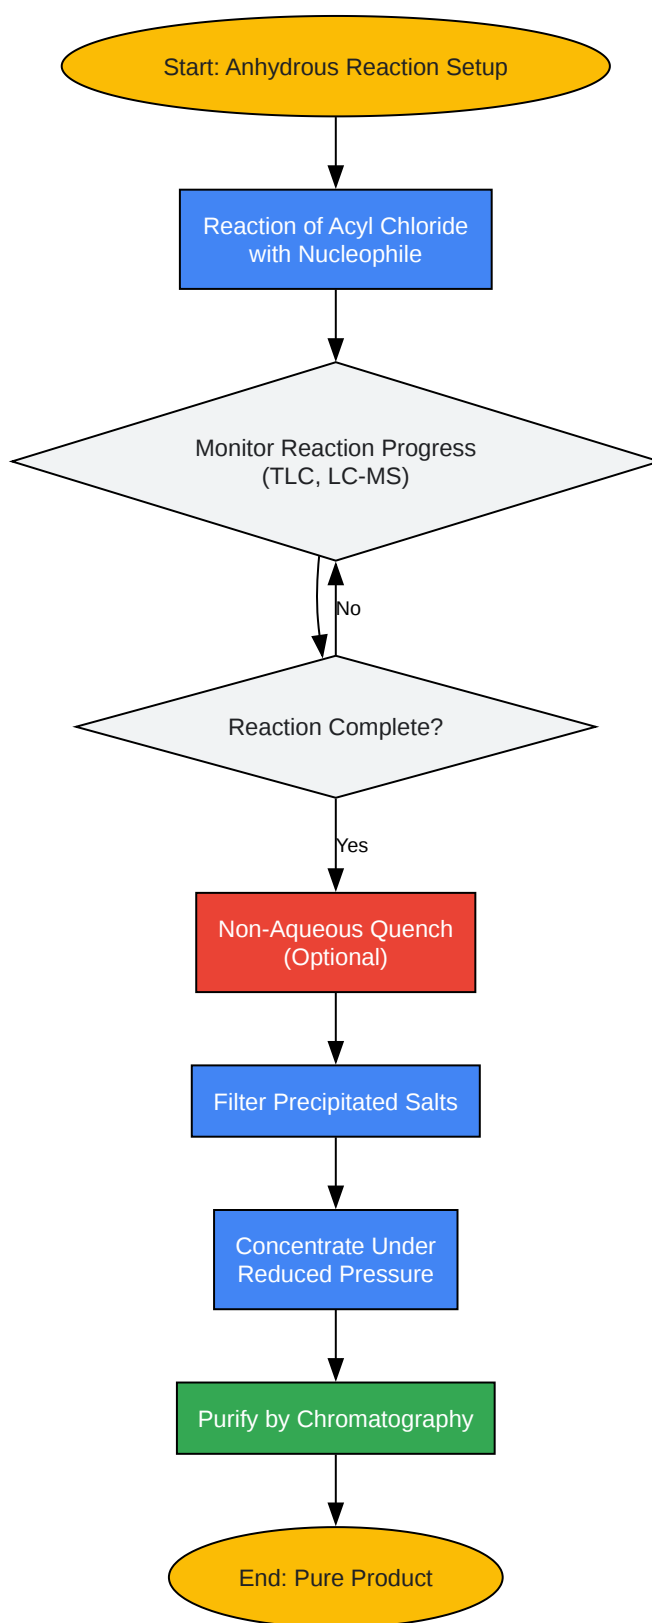 Start: Anhydrous Reaction Setup
Reaction of Acyl Chloride
with Nucleophile
Monitor Reaction Progress
(TLC, LC-MS)
No
Reaction Complete?
Yes
Non-Aqueous Quench
(Optional)
Filter Precipitated Salts
Concentrate Under
Reduced Pressure
Purify by Chromatography
End: Pure Product